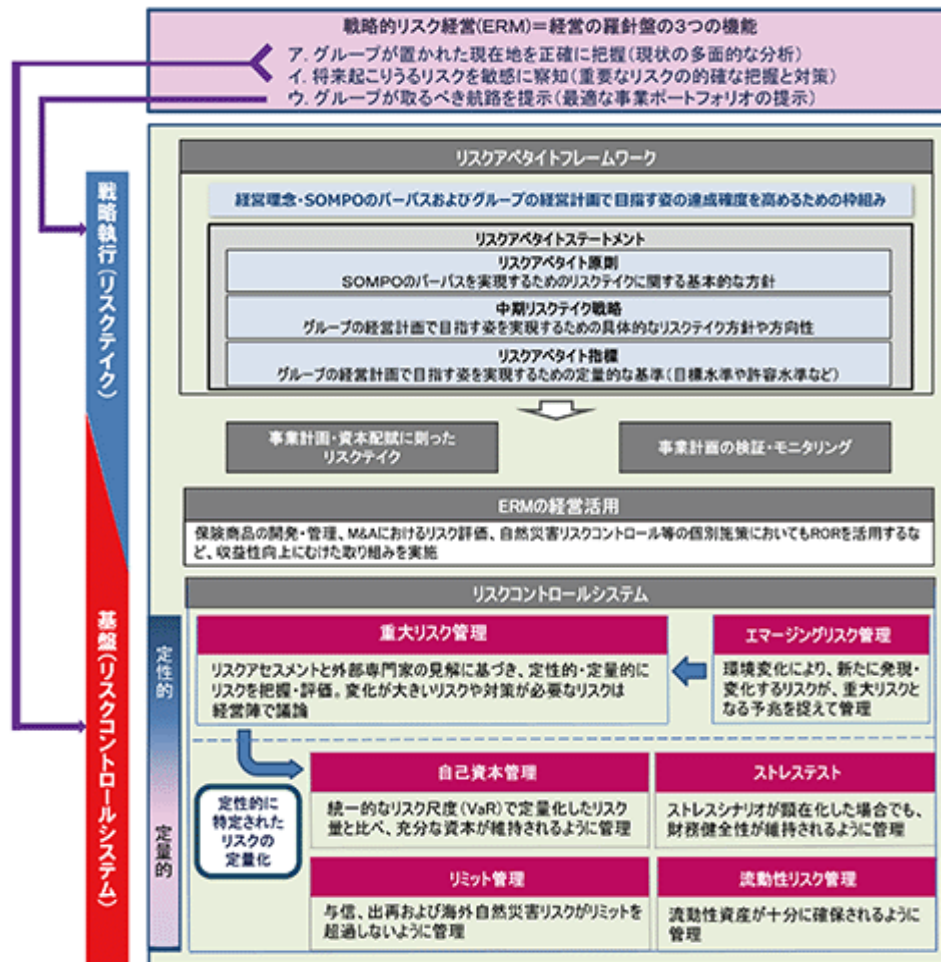 戦略的リスク経営(ERM)=経営の羅針盤の3つの機能
ア. グループが置かれた現在地を正確に把握(現状の多面的な分析)
イ. 将来起こりうるリスクを敏感に察知(重要なリスクの的確な把握と対策)
ウ. グループが取るべき航路を提示(最適な事業ポートフォリオの提示)
戦略執行(リスクテイク)
リスクアペタイトフレームワーク
経営理念・SOMPOのパーパスおよびグループの経営計画で目指す姿の達成確度を高めるための枠組み
リスクアペタイトステートメント
リスクアペタイト原則
SOMPOのパーパスを実現するためのリスクテイクに関する基本的な方針
中期リスクテイク戦略
グループの経営計画で目指す姿を実現するための具体的なリスクテイク方針や方向性
リスクアペタイト指標
グループの経営計画で目指す姿を実現するための定量的な基準(目標水準や許容水準など)
事業計画・資本配賦に則った
リスクテイク
事業計画の検証・モニタリング
ERMの経営活用
保険商品の開発・管理、M&Aにおけるリスク評価、自然災害リスクコントロール等の個別施策においてもRORを活用するな
ど、収益性向上にむけた取り組みを実施
基盤(リスクコントロールシステム)
リスクコントロールシステム
定性的
重大リスク管理
リスクアセスメントと外部専門家の見解に基づき、定性的・定量的に
リスクを把握・評価。変化が大きいリスクや対策が必要なリスクは
経営陣で議論
エマージングリスク管理
環境変化により、新たに発現・
変化するリスクが、重大リスクと
なる予兆を捉えて管理
定量的
定性的に
特定された
リスクの
定量化
自己資本管理
統一的なリスク尺度(VaR)で定量化したリスク
量と比べ、充分な資本が維持されるように管理
ストレステスト
ストレスシナリオが顕在化した場合でも、
財務健全性が維持されるように管理
リミット管理
与信、出再および海外自然災害リスクがリミットを
超過しないように管理
流動性リスク管理
流動性資産が十分に確保されるように
管理